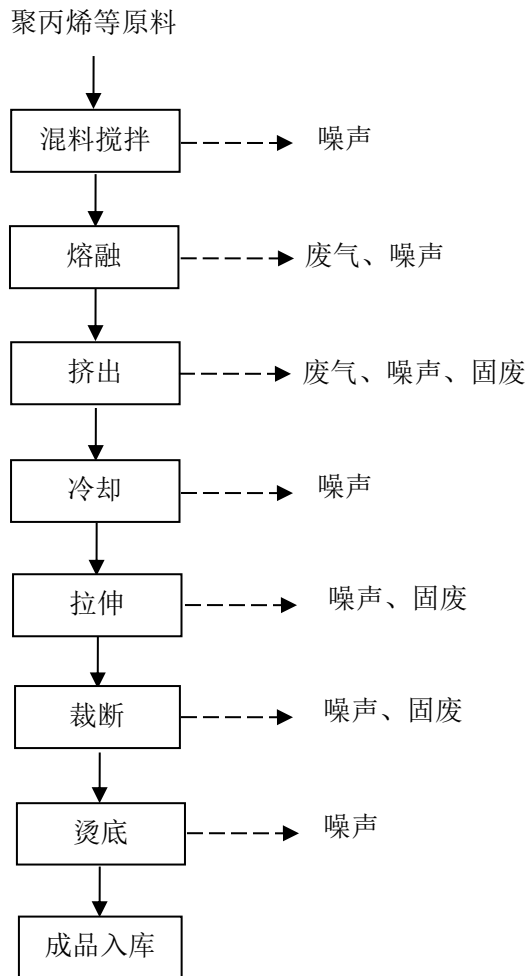 聚丙烯等原料
混料搅拌 噪声
熔融 废气、噪声
挤出 废气、噪声、固废
冷却 噪声
拉伸 噪声、固废
裁断 噪声、固废
烫底 噪声
成品入库